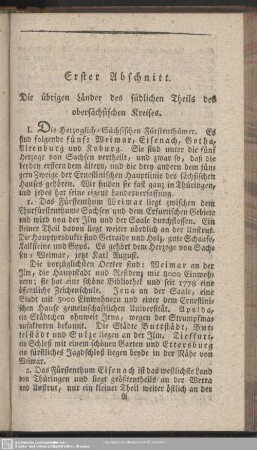 Erster Abschnitt.
Die übrigen Länder des südlichen Theils des
obersächsischen Kreises.
I. Die Herzoglich-Sächsischen Fürstenthümer. Es
sind folgende fünf: Weimar, Eisenach, Gotha,
Altenburg und Koburg. Sie sind unter die fünf
Herzoge von Sachsen vertheilt, und zwar so, daß die
beyden erstern dem ältern, und die drey andern dem jün
gern Zweige der Ernestinischen Hauptlinie des sächsischen
Hauses gehören. Wir finden sie fast ganz in Thüringen,
und jedes hat seine eigene Landesverfassung.
1. Das Fürstenthum Weimar liegt zwischen dem
Churfürstenthume Sachsen und dem Erfurtischen Gebiete
und wird von der Ilm und der Saale durchströmt. Ein
kleiner Theil davon liegt weiter nördlich an der Unstrut.
Die Hauptprodukte sind Getraide und Holz, gute Schaafe,
Kalksteine und Gyps. Es gehört dem Herzoge von Sach
sen-Weimar, jetzt Karl August.
Die vorzüglichsten Oerter sind: Weimar an der
Ilm, die Hauptstadt und Residenz mit 8000 Einwoh
nern; sie hat eine schöne Bibliothek und seit 1778 eine
öffentliche Zeichenschule. Jena an der Saale, eine
Stadt mit 5000 Einwohnern und einer dem Ernestini
schen Hause gemeinschaftlichen Universität. Apolda,
ein Städtchen ohnweit Jena, wegen der Strumpfma
nufakturen bekannt. Die Städte Buttstädt, But
telstädt und Sulze liegen an der Ilm. Tieffurt,
ein Schloß mit einem schönen Garten und Ettersburg
ein fürstliches Jagdschloß liegen beyde in der Nähe von
Weimar.
2. Das Fürstenthum Eisenach ist das westlichste Land
von Thüringen und liegt größtentheils an der Werra
und Unstrut, nur ein kleiner Theil weiter östlich an den